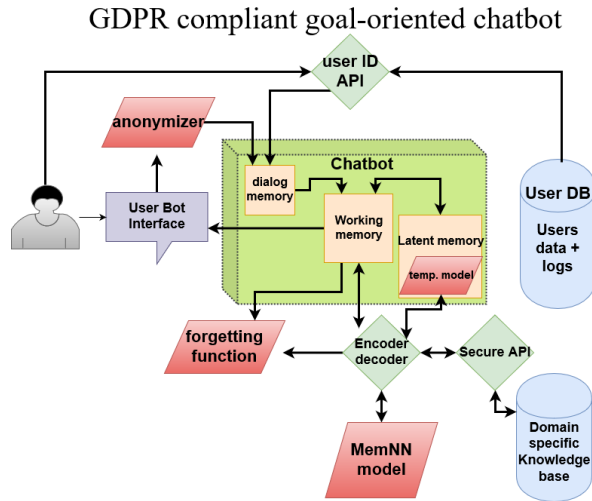 GDPR compliant goal-oriented chatbot
user ID
API
anonymizer
Chatbot
dialog
memory
User DB
Users
data +
logs
User Bot
Interface
Working
memory
Latent memory
temp. model
forgetting
function
Encoder
decoder
Secure API
MemNN
model
Domain
specific
Knowledge
base